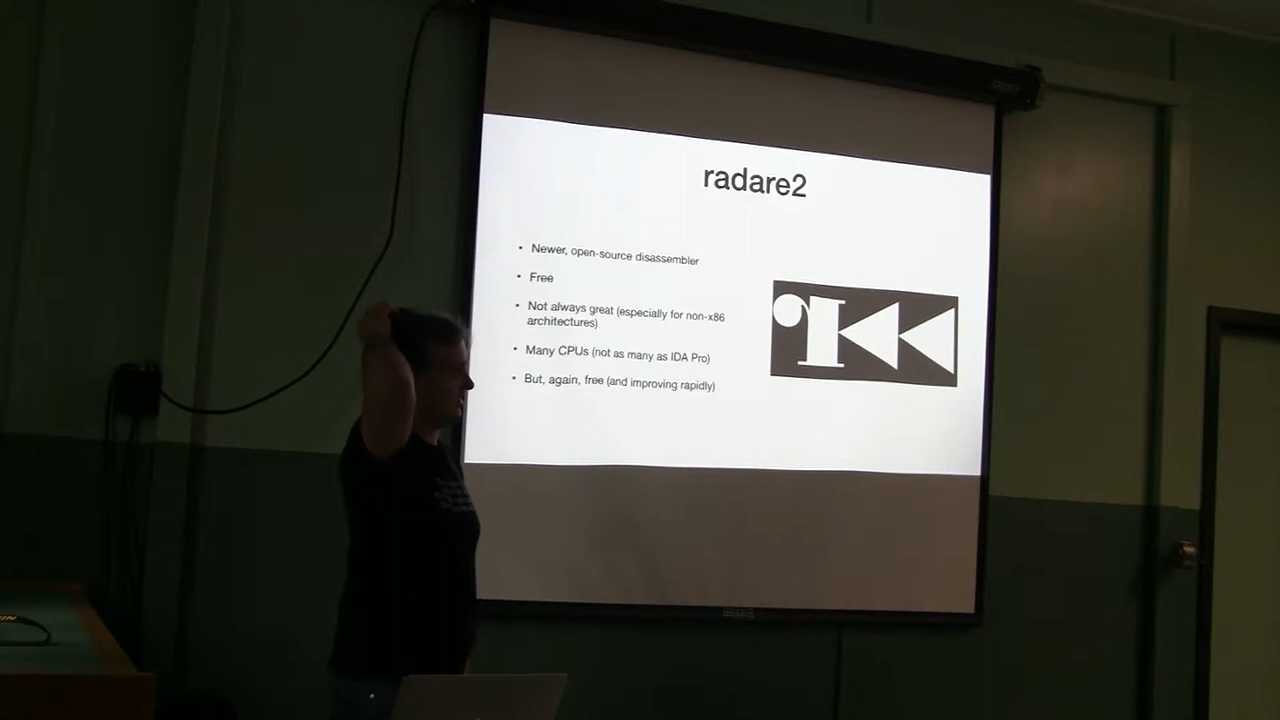 radare2
• Newer, open-source disassembler
• Free
• Not always great (especially for non-x86
architectures)
• Many CPUs (not as many as IDA Pro)
• But, again, free (and improving rapidly)